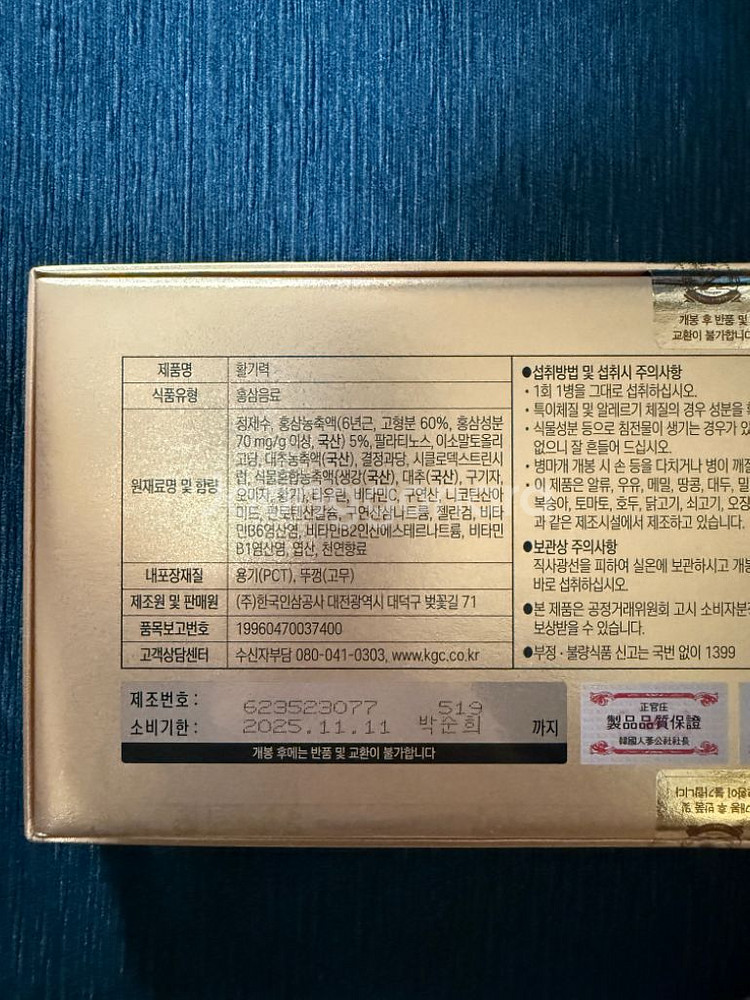 개봉 후 반품 및
교환이 불가합니다
제품명 활기력
식품유형 홍삼음료
원재료명 및 함량
정제수, 홍삼농축액(6년근, 고형분 60%, 홍삼성분
70 mg/g 이상, 국산) 5%, 팔라티노스, 이소말토올리
고당, 대추농축액(국산), 결정과당, 시클로덱스트린시
럽, 식물혼합농축액{생강(국산), 대추(국산), 구기자,
오미자, 황기}, 타우린, 비타민C, 구연산, 니코틴산아
미드, 판토텐산칼슘, 구연산삼나트륨, 젤란검, 비타
민B6염산염, 비타민B2인산에스테르나트륨, 비타민
B1염산염, 엽산, 천연향료
내포장재질 용기(PCT), 뚜껑(고무)
제조원 및 판매원 (주)한국인삼공사 대전광역시 대덕구 벚꽃길 71
품목보고번호 19960470037400
고객상담센터 수신자부담 080-041-0303, www.kgc.co.kr
●섭취방법 및 섭취시 주의사항
· 1회 1병을 그대로 섭취하십시오.
· 특이체질 및 알레르기 체질의 경우 성분을
· 식물성분 등으로 침전물이 생기는 경우가
없으니 잘 흔들어 드십시오.
· 병마개 개봉 시 손 등을 다치거나 병이 깨질
· 이 제품은 알류, 우유, 메밀, 땅콩, 대두,
복숭아, 토마토, 호두, 닭고기, 쇠고기, 오징
과 같은 제조시설에서 제조하고 있습니다.
●보관상 주의사항
직사광선을 피하여 실온에 보관하시고 개봉
바로 섭취하십시오.
●본 제품은 공정거래위원회 고시 소비자분쟁
보상받을 수 있습니다.
●부정·불량식품 신고는 국번 없이 1399
제조번호 : 623523077 519
소비기한 : 2025.11.11 박순희 까지
개봉 후에는 반품 및 교환이 불가합니다
正官庄
製品品質保證
韓國人蔘公社社長
개봉 후 반품 및
교환이 불가합니다